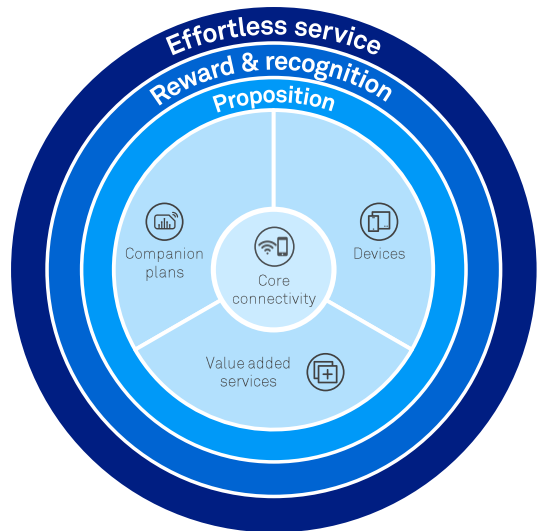 Effortless service
Reward & recognition
Proposition
Companion
plans
Devices
Core
connectivity
Value added
services